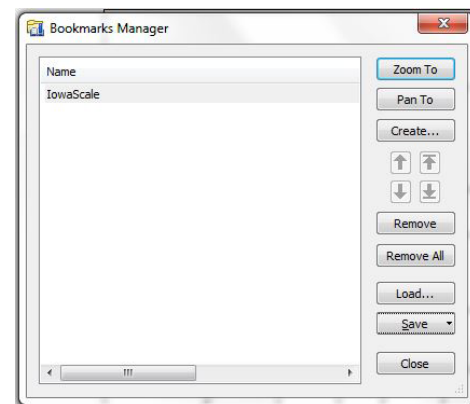 Bookmarks Manager
Name
IowaScale
Zoom To
Pan To
Create...
Remove
Remove All
Load...
Save
Close